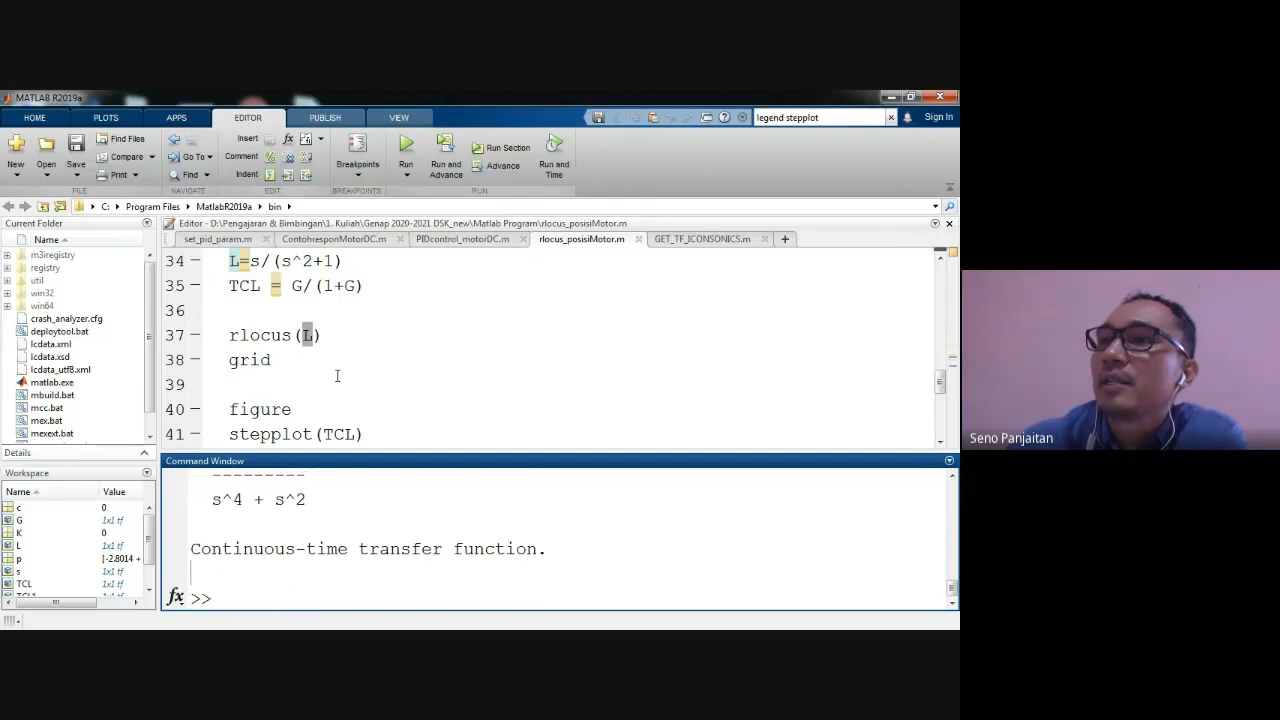 MATLAB R2019a
HOME PLOTS APPS EDITOR PUBLISH VIEW legend stepplot Sign In
New Open Save Find Files Compare Print Go To Find Insert Comment Indent Breakpoints Run Run and Advance Run Section Advance Run and Time
FILE NAVIGATE EDIT BREAKPOINTS RUN
C: Program Files MatlabR2019a bin
Current Folder
Name
m3iregistry
registry
util
win32
win64
crash_analyzer.cfg
deploytool.bat
lcdata.xml
lcdata.xsd
lcdata_utf8.xml
matlab.exe
mbuild.bat
mcc.bat
mex.bat
mexext.bat
Details
Workspace
Name Value
c 0
G 1x1 tf
K 0
L 1x1 tf
p [-2.8014 +
s 1x1 tf
TCL 1x1 tf
TCL1 1x1 tf
Editor - D:\Pengajaran & Bimbingan\1. Kuliah\Genap 2020-2021 DSK_new\Matlab Program\rlocus_posisiMotor.m
set_pid_param.m ContohresponMotorDC.m PIDcontrol_motorDC.m rlocus_posisiMotor.m GET_TF_ICONSONICS.m
34 – L=s/(s^2+1)
35 – TCL = G/(1+G)
36
37 – rlocus(L)
38 – grid
39
40 – figure
41 – stepplot(TCL)
Command Window
---------
s^4 + s^2
Continuous-time transfer function.
fx >>
Seno Panjaitan